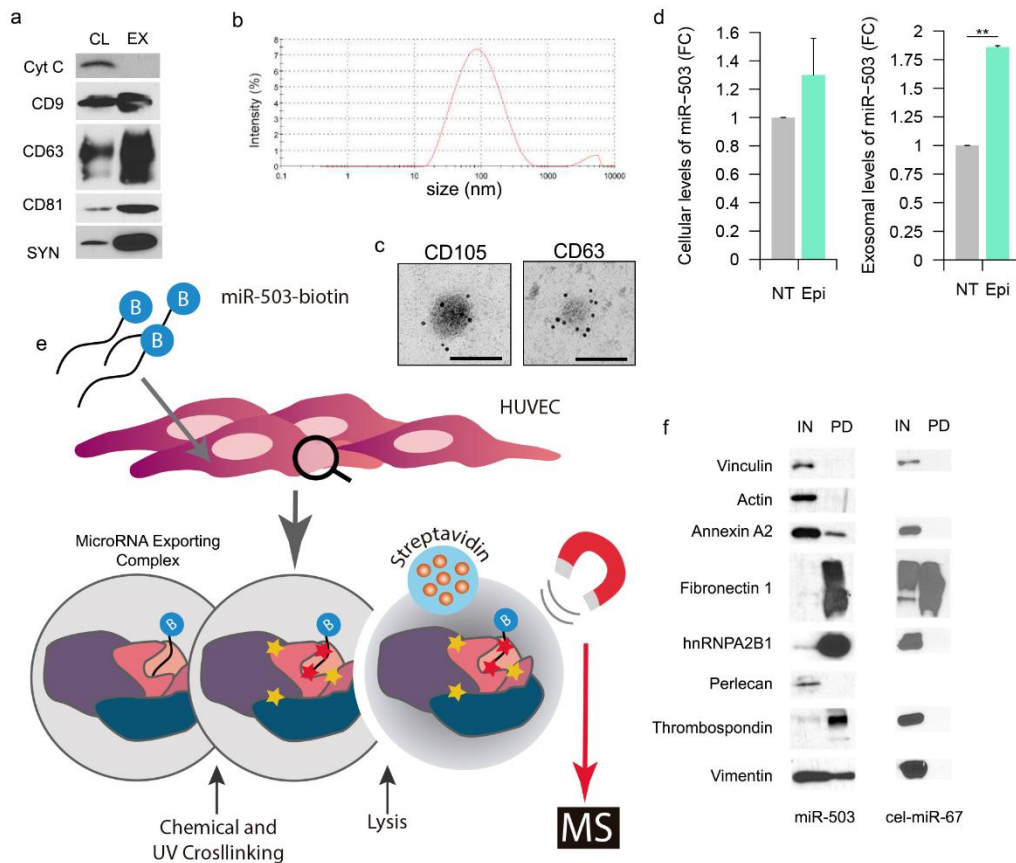 a
CL EX
Cyt C
CD9
CD63
CD81
SYN
b
Intensity (%)
8
7
6
5
4
3
2
1
0
0.1 1 10 100 1000 10000
size (nm)
c
CD105 CD63
d
Cellular levels of miR−503 (FC)
1.6
1.4
1.2
1
0.8
0.6
0.4
0.2
0
NT Epi
Exosomal levels of miR−503 (FC)
**
2
1.75
1.5
1.25
1
0.75
0.5
0.25
0
NT Epi
e
B B
B
miR-503-biotin
HUVEC
MicroRNA Exporting
Complex
B
B
Streptavidin
B
Chemical and
UV Crosllinking
Lysis
MS
f
IN PD IN PD
Vinculin
Actin
Annexin A2
Fibronectin 1
hnRNPA2B1
Perlecan
Thrombospondin
Vimentin
miR-503 cel-miR-67